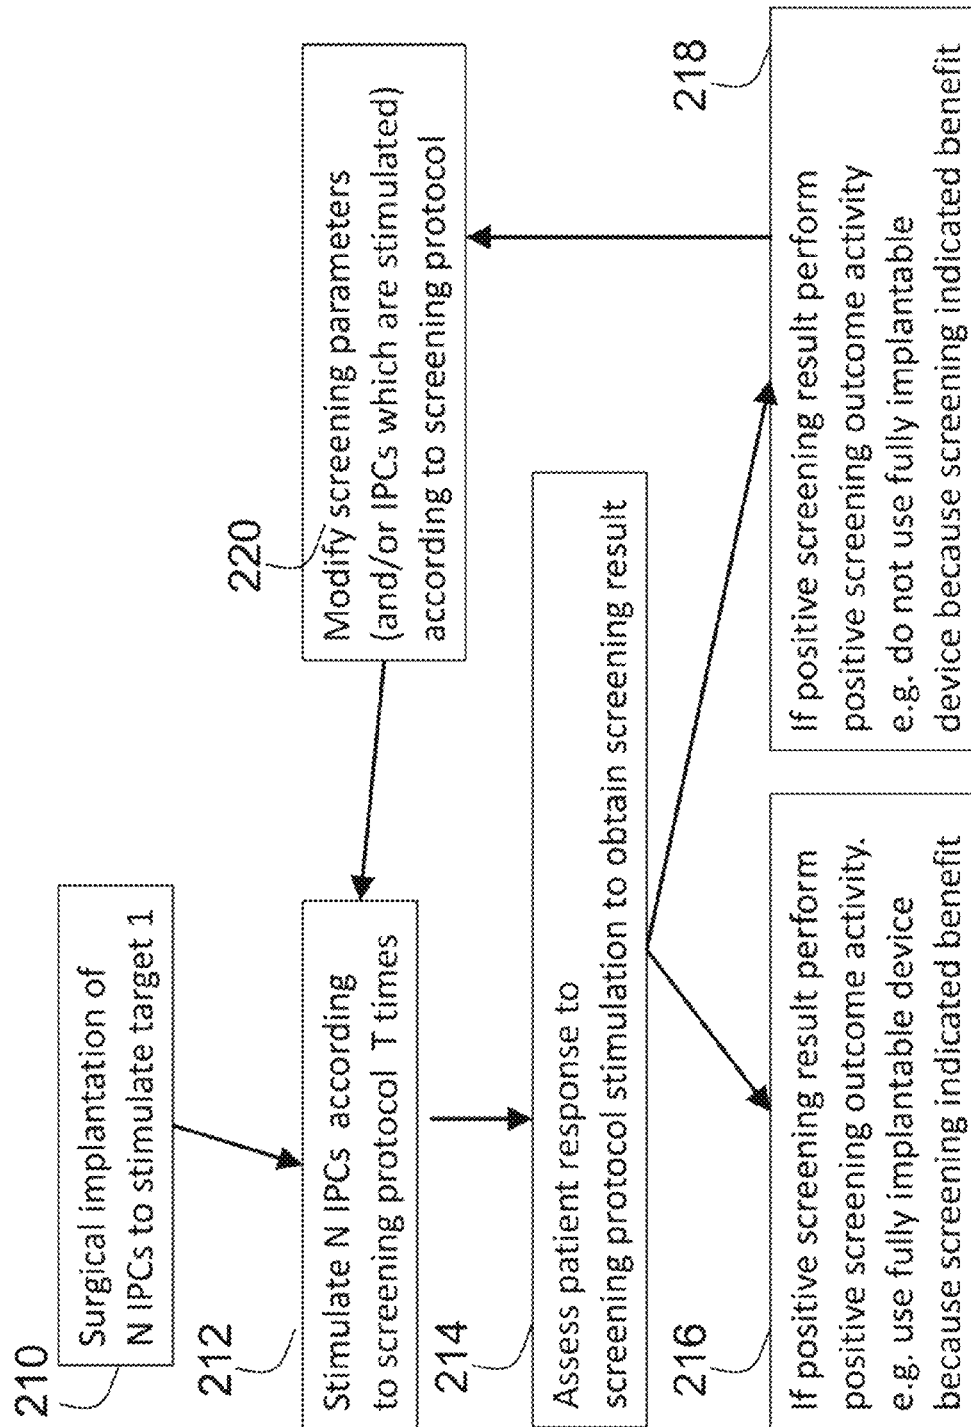 210
Surgical implantation of
N IPCs to stimulate target 1
212
Stimulate N IPCs according
to screening protocol T times
220
Modify screening parameters
(and/or IPCs which are stimulated)
according to screening protocol
214
Assess patient response to
screening protocol stimulation to obtain screening result
216
If positive screening result perform
positive screening outcome activity.
e.g. use fully implantable device
because screening indicated benefit
218
If positive screening result perform
positive screening outcome activity
e.g. do not use fully implantable
device because screening indicated benefit